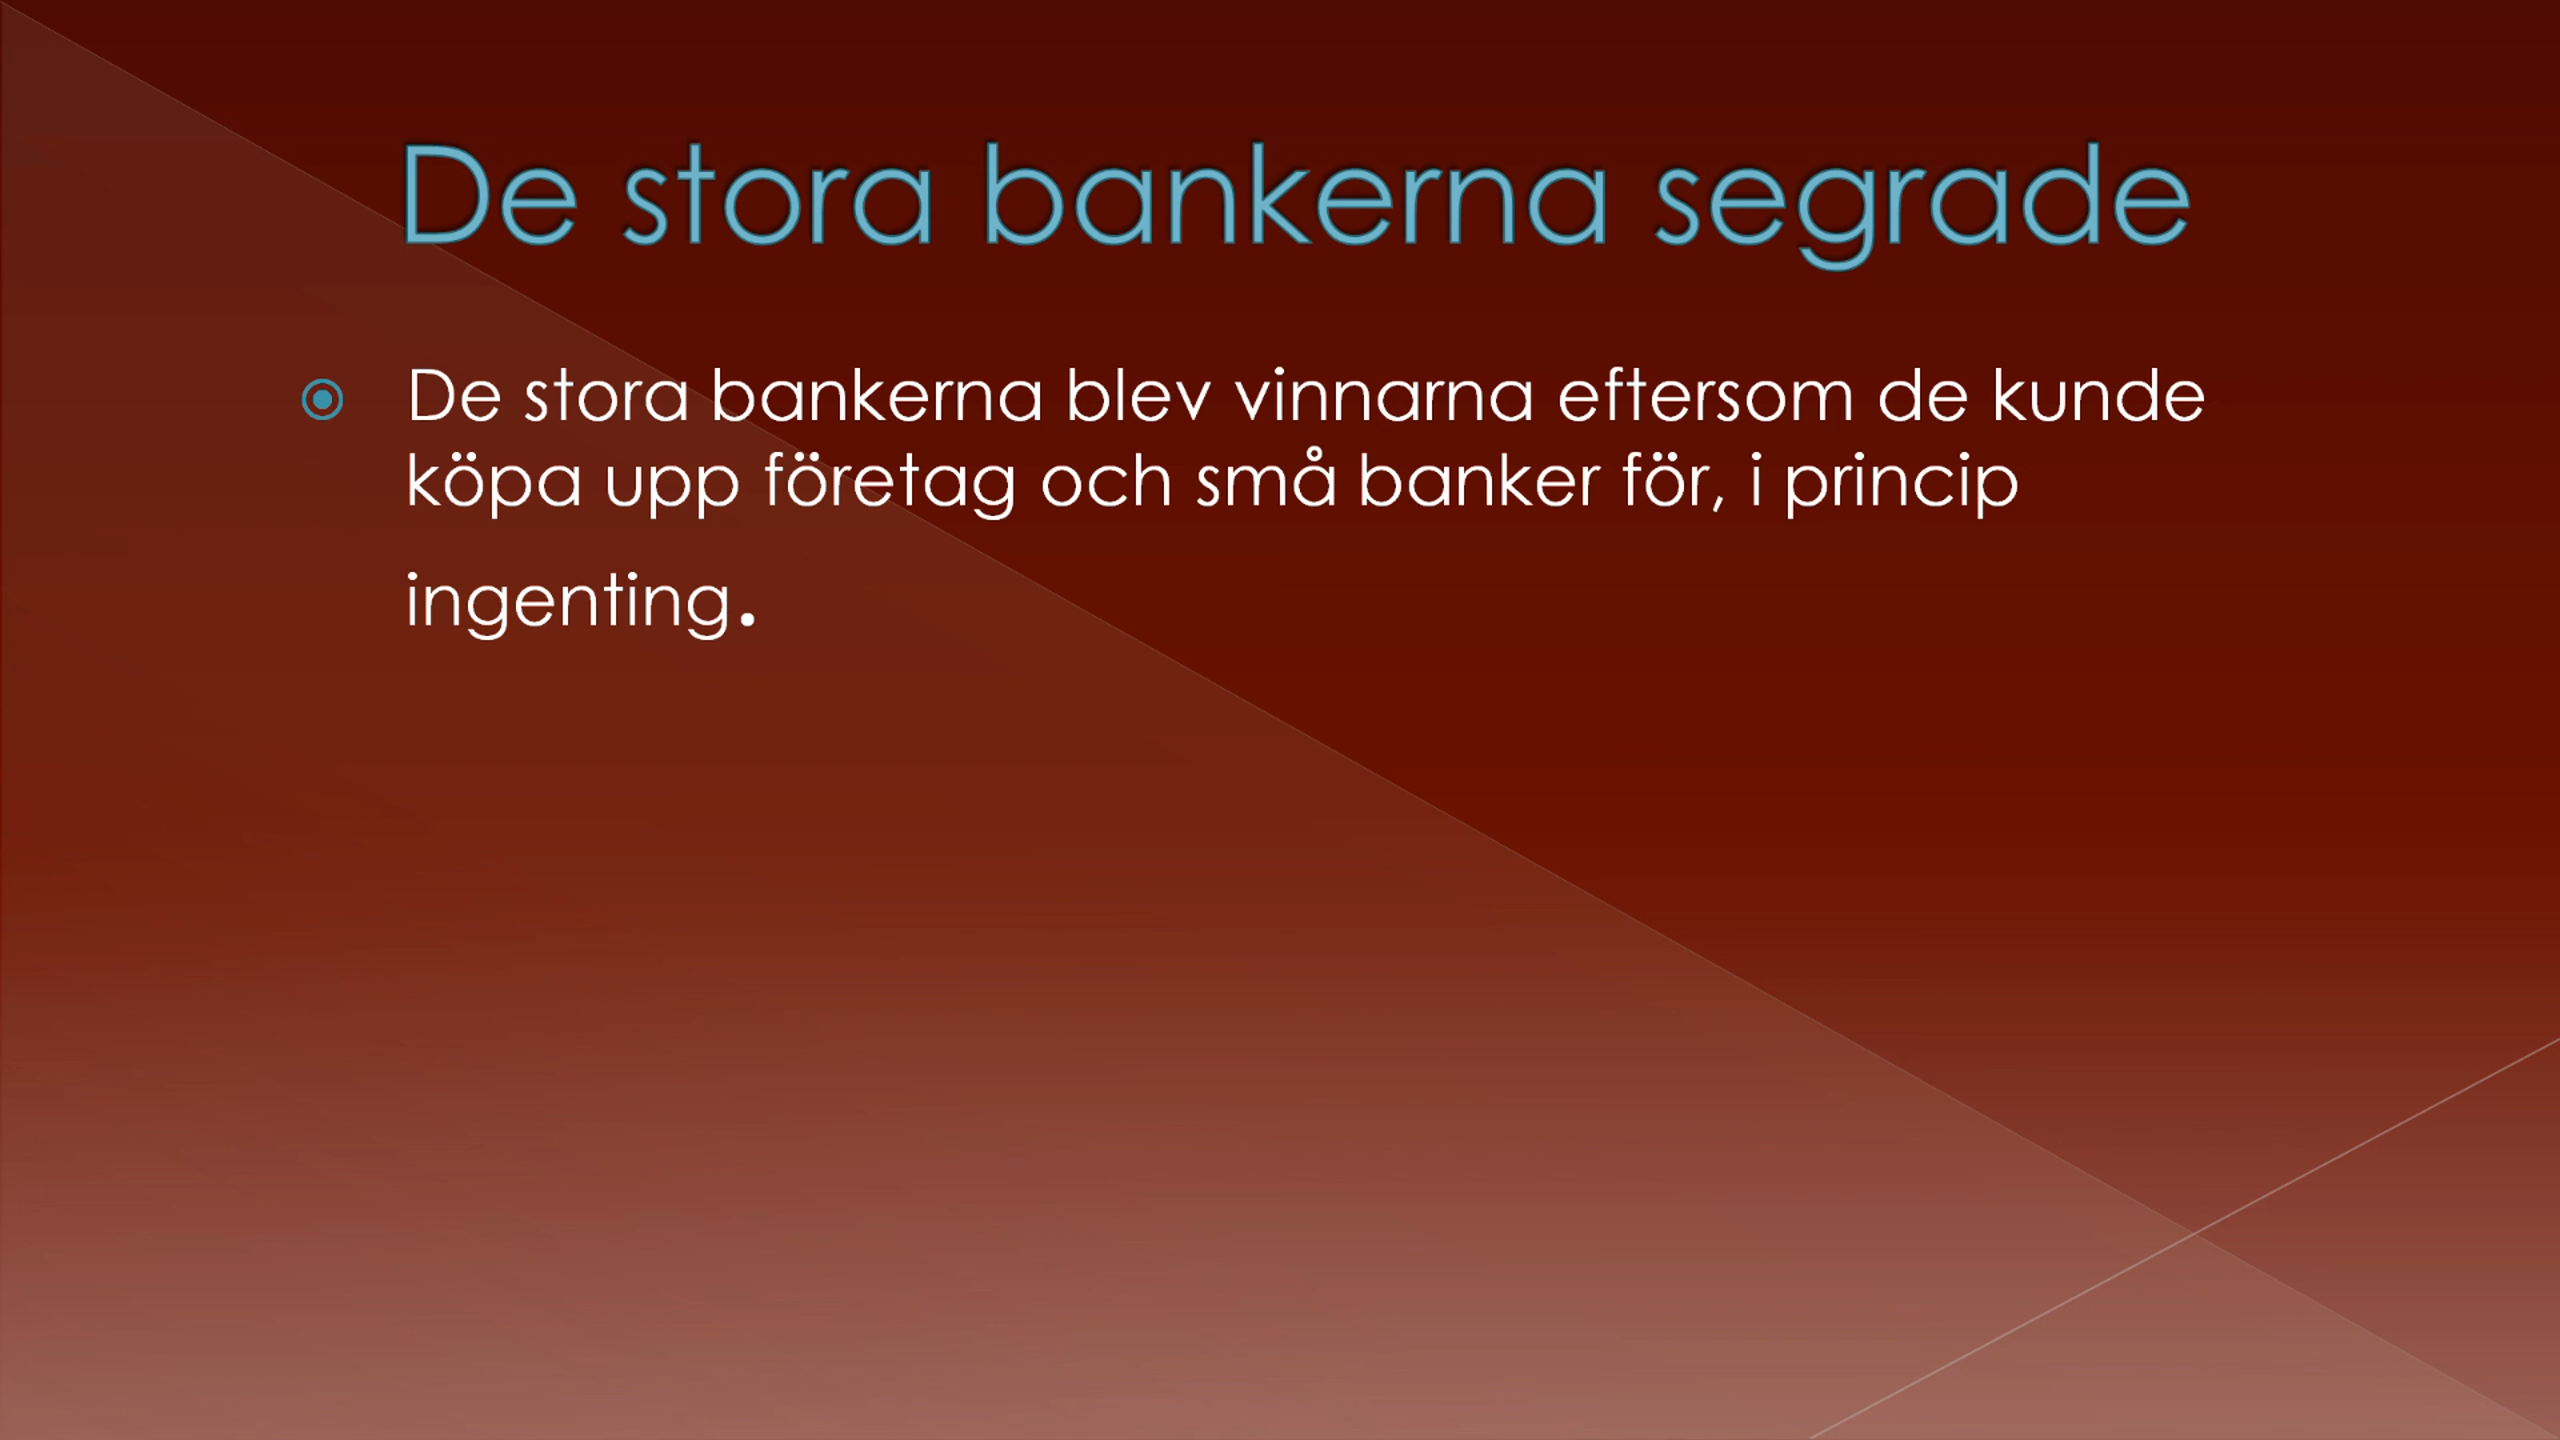 De stora bankerna segrade
De stora bankerna blev vinnarna eftersom de kunde
köpa upp företag och små banker för, i princip
ingenting.